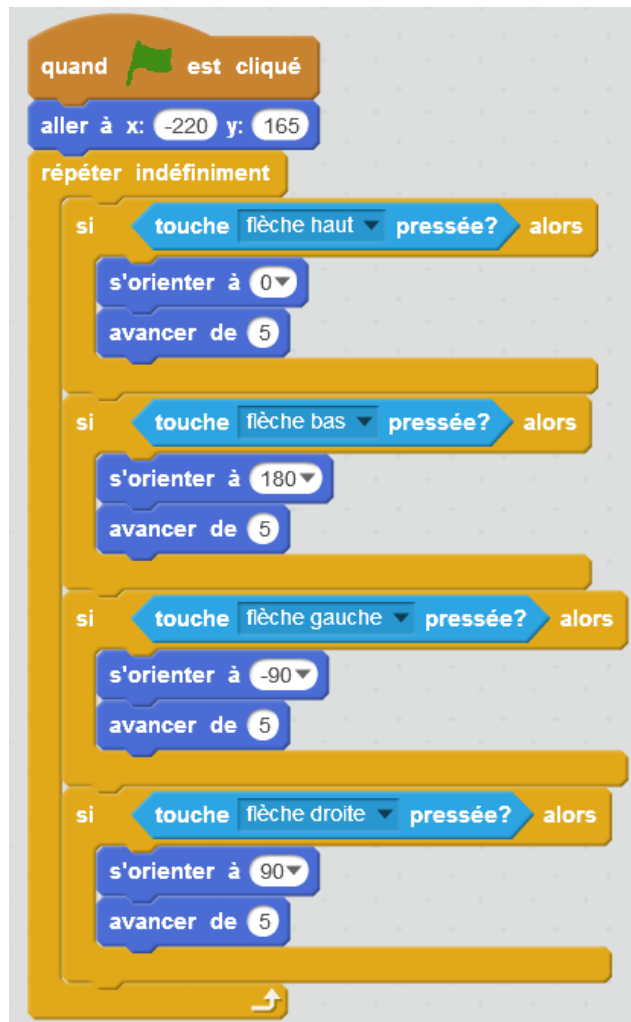 quand est cliqué
aller à x: -220 y: 165
répéter indéfiniment
si touche flèche haut pressée? alors
s'orienter à 0
avancer de 5
si touche flèche bas pressée? alors
s'orienter à 180
avancer de 5
si touche flèche gauche pressée? alors
s'orienter à -90
avancer de 5
si touche flèche droite pressée? alors
s'orienter à 90
avancer de 5